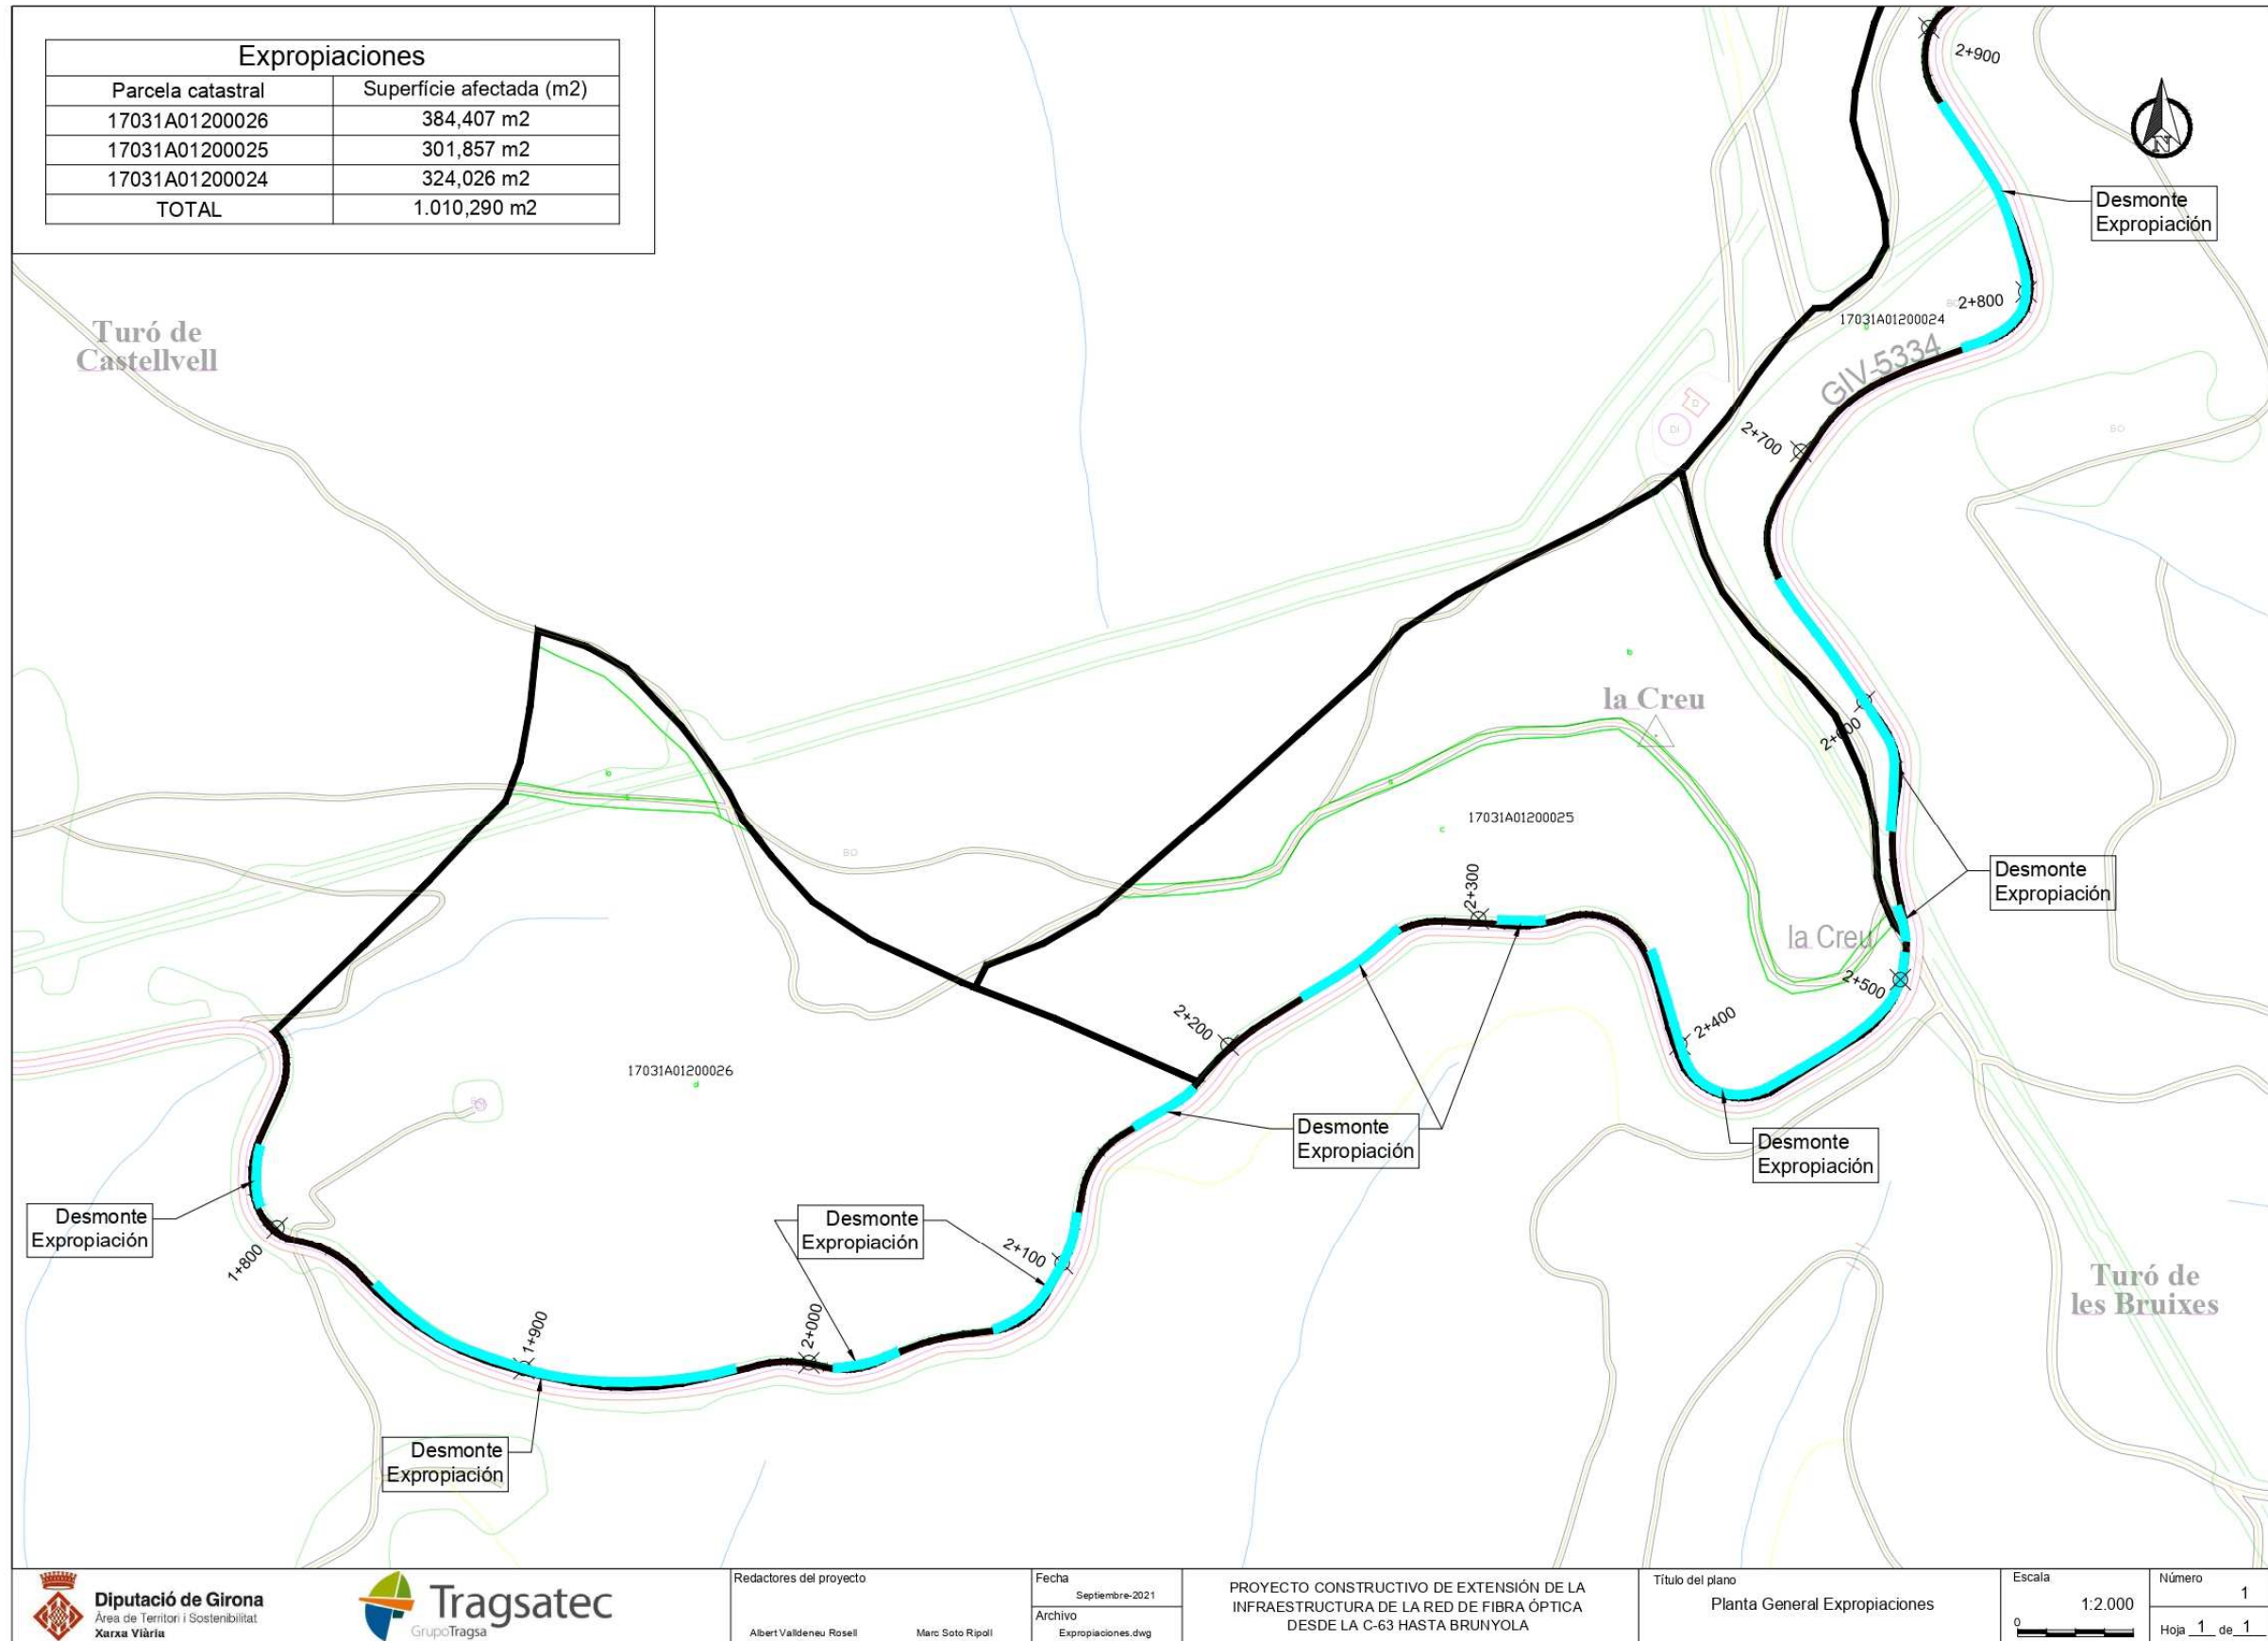 Expropiaciones
Parcela catastral Superfície afectada (m2)
17031A01200026 384,407 m2
17031A01200025 301,857 m2
17031A01200024 324,026 m2
TOTAL 1.010,290 m2
2+900
N
Desmonte
Expropiación
BO
2+800
17031A01200024
b
GIV-5334
Turó de
Castellvell
D
DI
2+700
BO
b
la Creu
2+600
b
a
17031A01200025
c
BO
Desmonte
Expropiación
2+300
la Creu
2+500
2+400
2+200
17031A01200026
d
Desmonte
Expropiación
Desmonte
Expropiación
Desmonte
Expropiación
1+800
Desmonte
Expropiación
2+100
Turó de
les Bruixes
1+900
2+000
Desmonte
Expropiación
Diputació de Girona
Àrea de Territori i Sostenibilitat
Xarxa Viària
Tragsatec
GrupoTragsa
Redactores del proyecto
Albert Valldeneu Rosell Marc Soto Ripoll
Fecha
Septiembre-2021
Archivo
Expropiaciones.dwg
PROYECTO CONSTRUCTIVO DE EXTENSIÓN DE LA
INFRAESTRUCTURA DE LA RED DE FIBRA ÓPTICA
DESDE LA C-63 HASTA BRUNYOLA
Título del plano
Planta General Expropiaciones
Escala
1:2.000
0
Número
1
Hoja 1 de 1